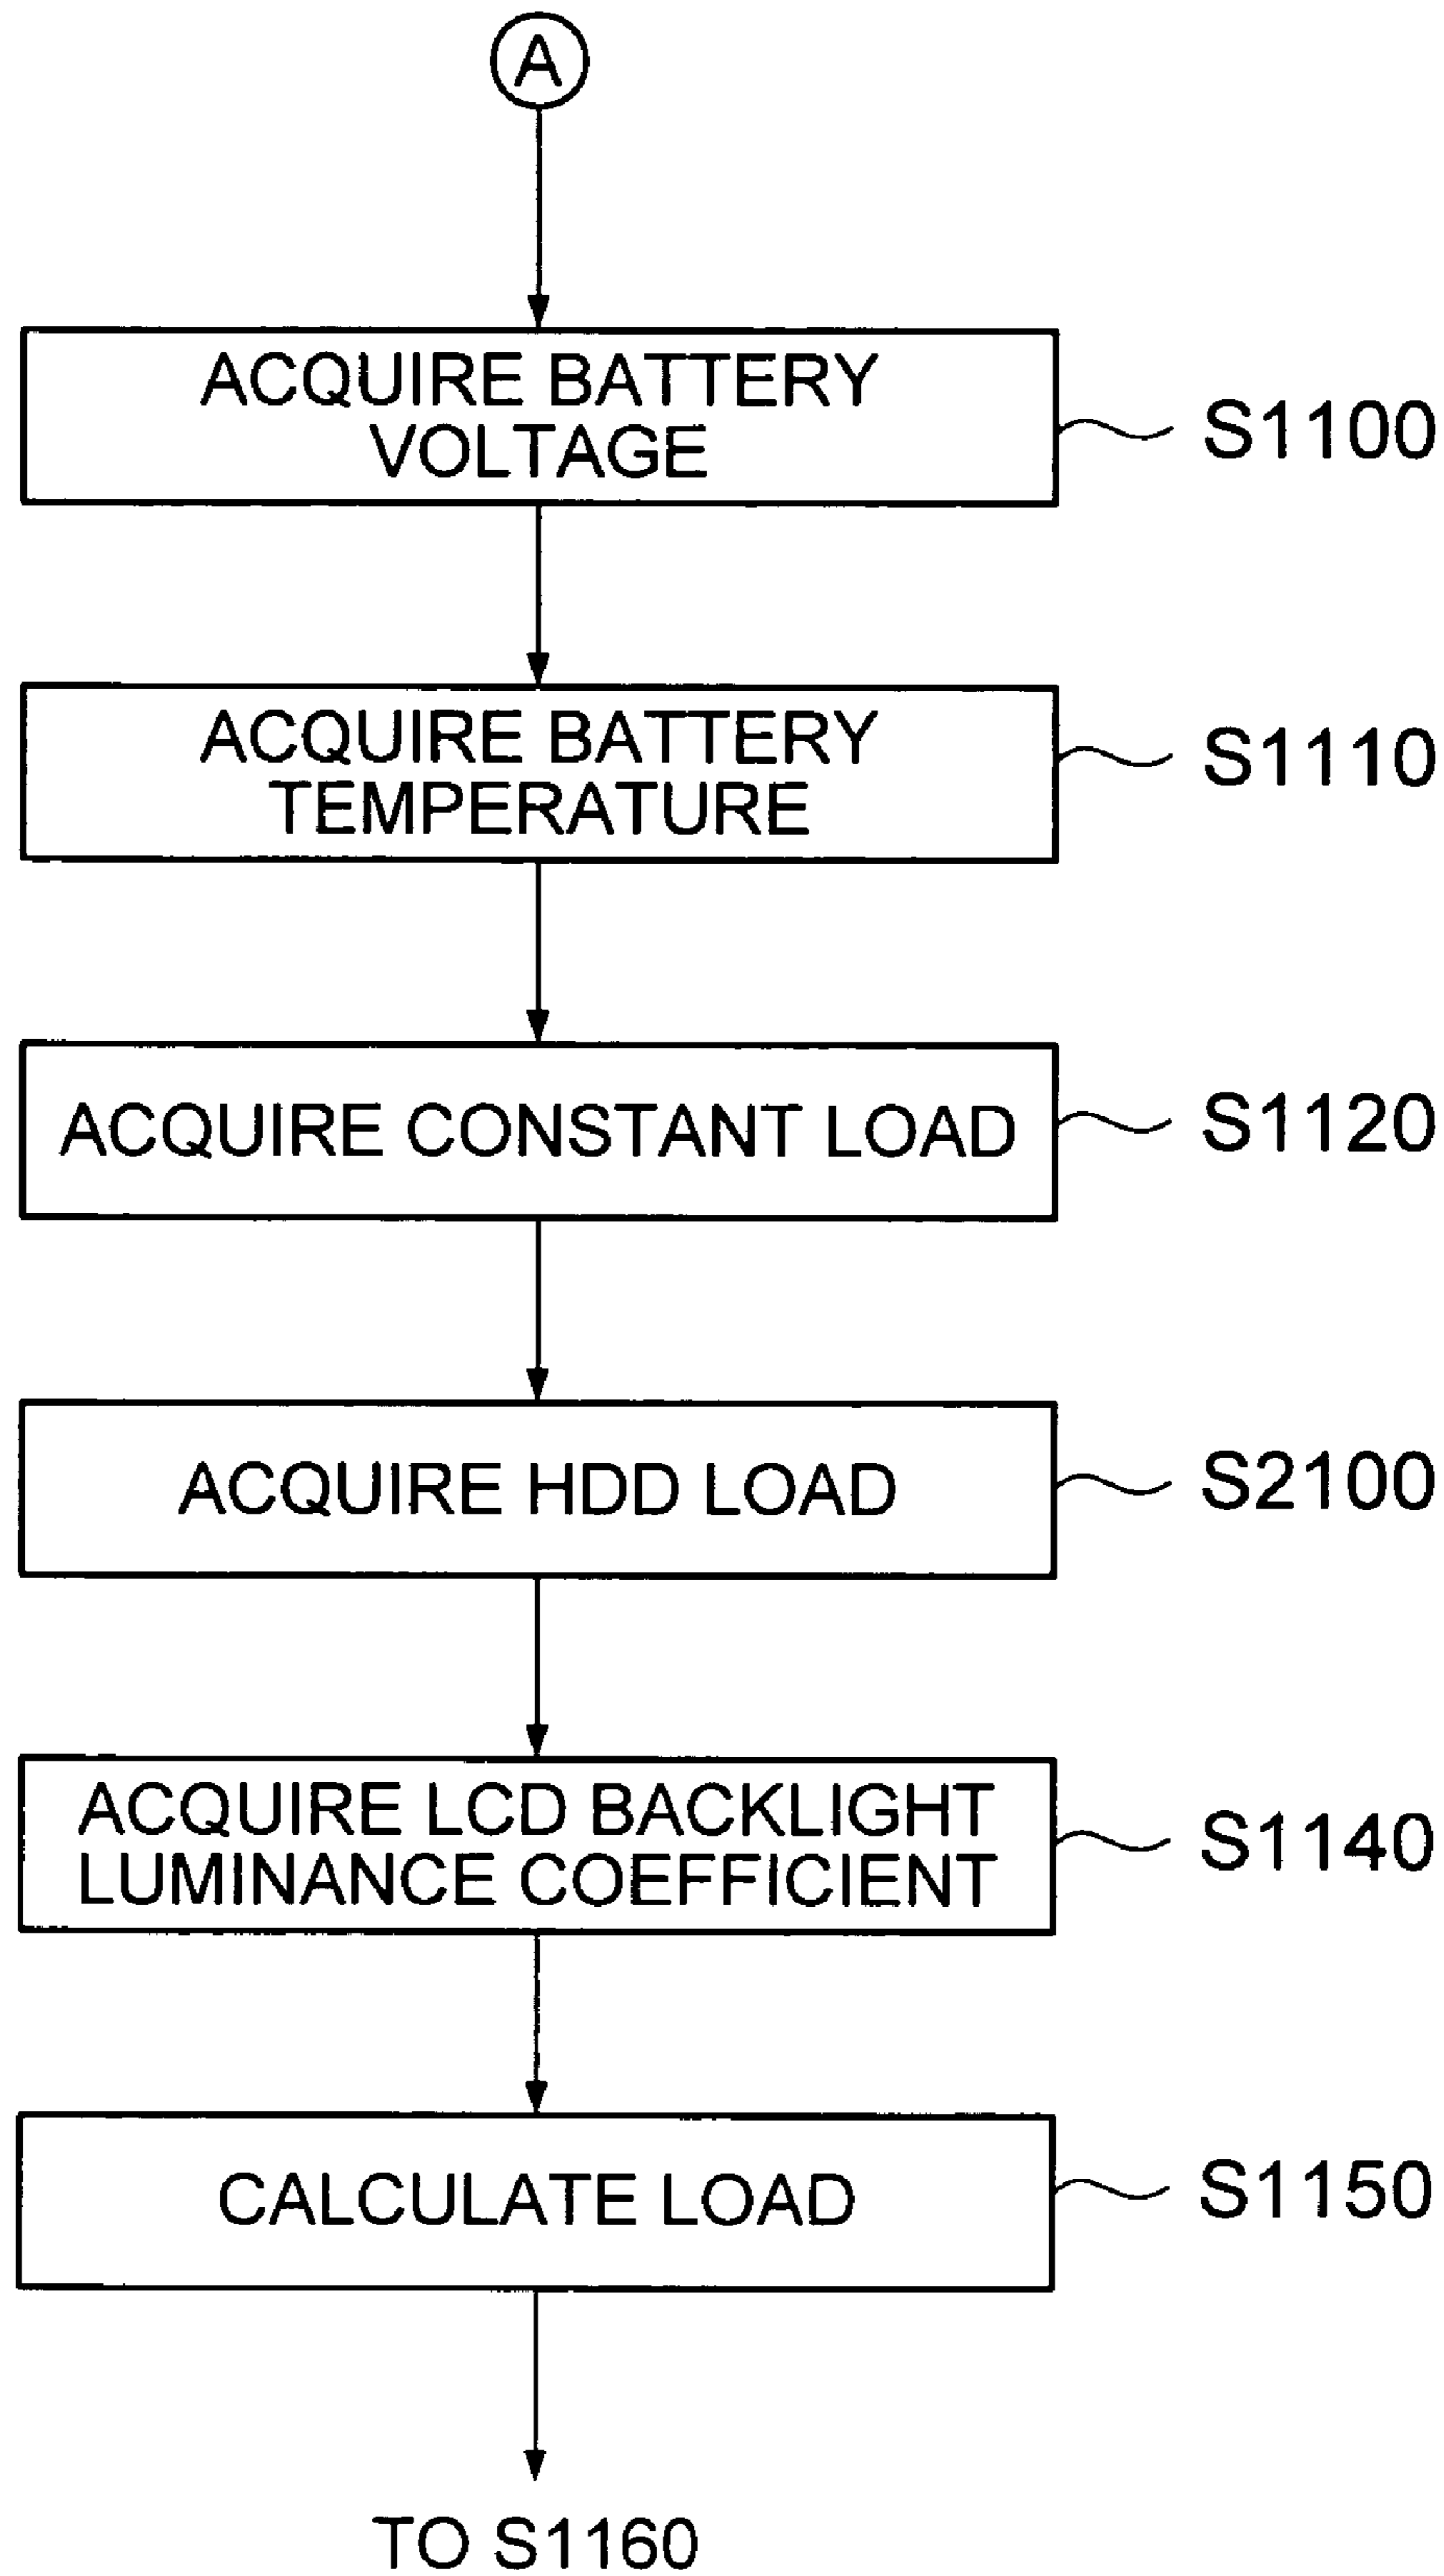 A
ACQUIRE BATTERY
VOLTAGE
S1100
ACQUIRE BATTERY
TEMPERATURE
S1110
ACQUIRE CONSTANT LOAD
S1120
ACQUIRE HDD LOAD
S2100
ACQUIRE LCD BACKLIGHT
LUMINANCE COEFFICIENT
S1140
CALCULATE LOAD
S1150
TO S1160